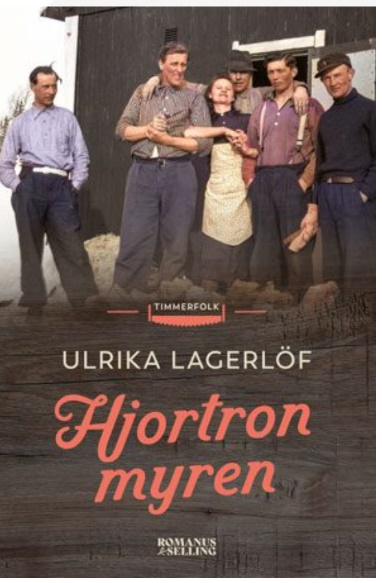 TIMMERFOLK
ULRIKA LAGERLÖF
Hjortron
myren
ROMANUS
& SELLING